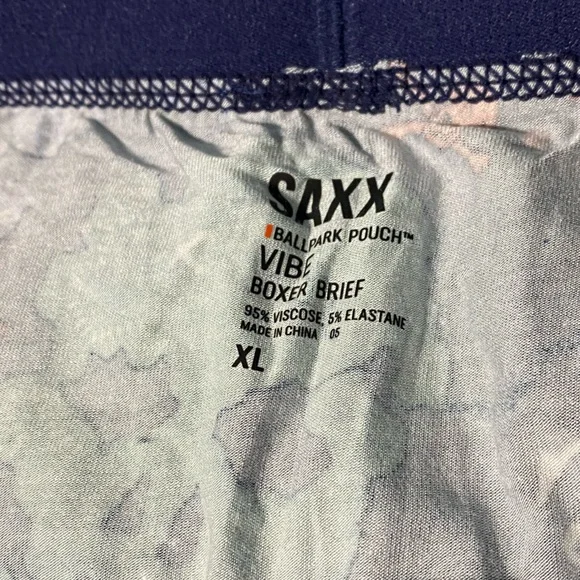 SAXX
BALLPARK POUCH™
VIBE
BOXER BRIEF
95% VISCOSE, 5% ELASTANE
MADE IN CHINA 05
XL